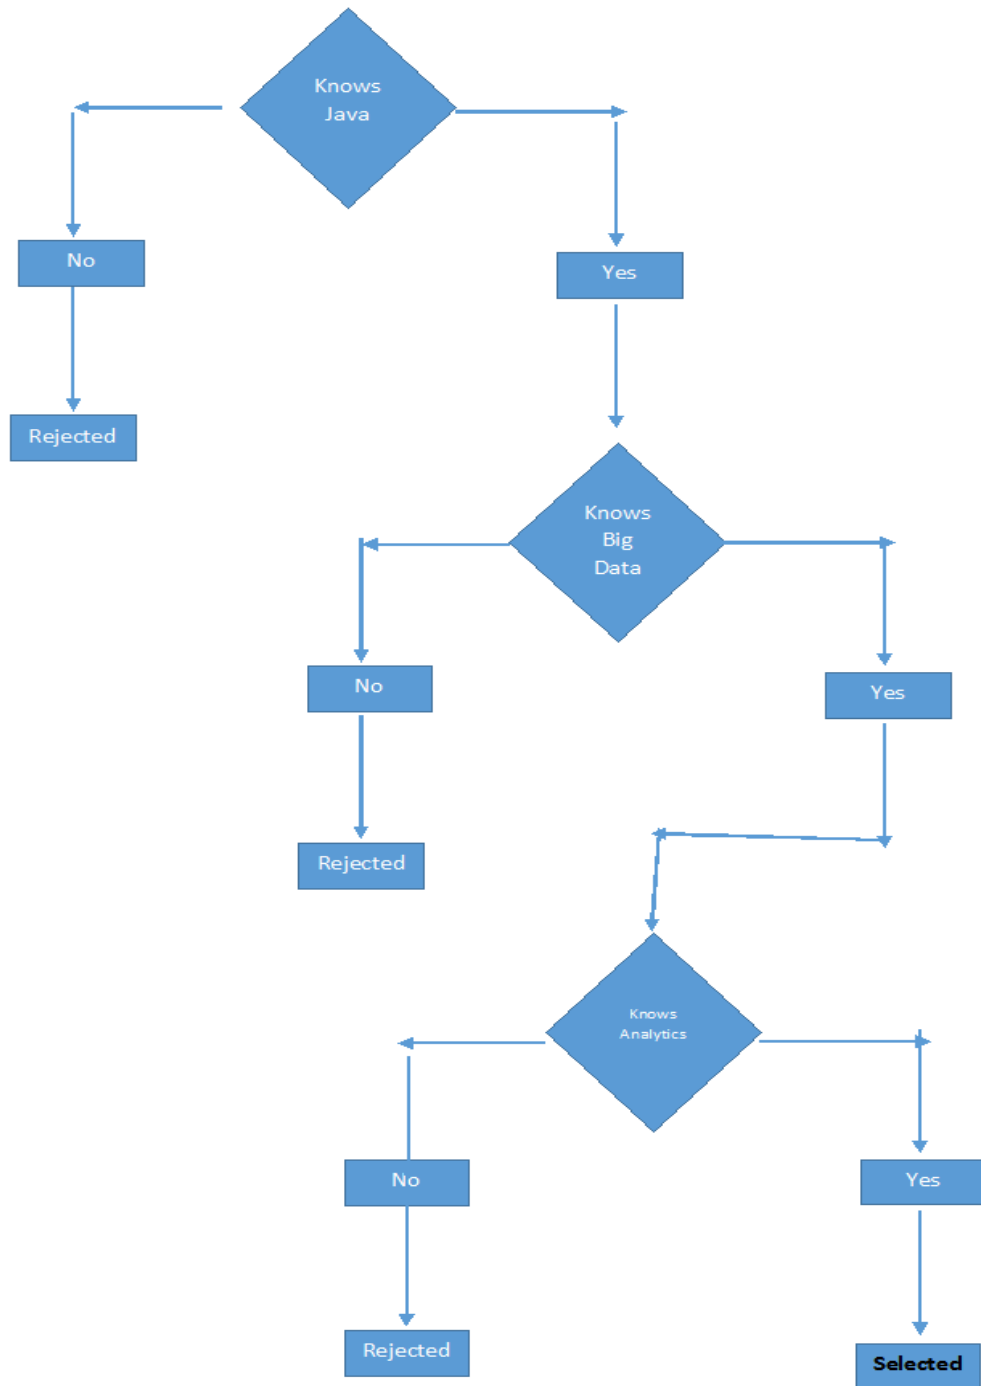 Knows
Java
No
Yes
Rejected
Knows
Big
Data
No
Yes
Rejected
Knows
Analytics
No
Yes
Rejected
Selected